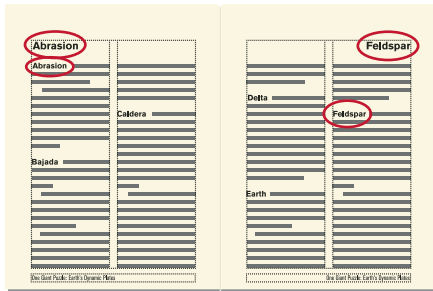 Abrasion
Abrasion
Bajada
Caldera
One Giant Puzzle: Earth's Dynamic Plates
Feldspar
Delta
Earth
Feldspar
One Giant Puzzle: Earth's Dynamic Plates